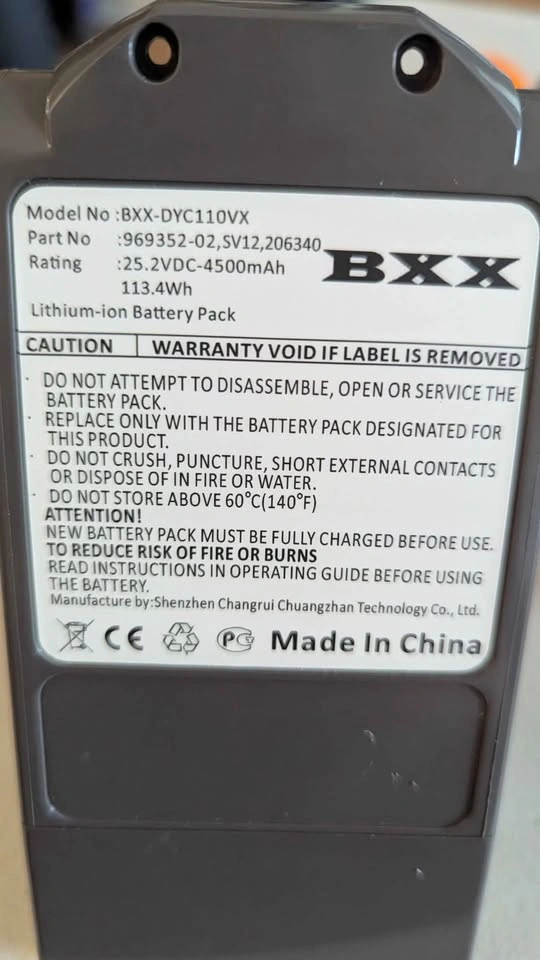 Model No :BXX-DYC110VX
Part No :969352-02,SV12,206340
Rating :25.2VDC-4500mAh
113.4Wh
BXX
Lithium-ion Battery Pack
CAUTION WARRANTY VOID IF LABEL IS REMOVED
· DO NOT ATTEMPT TO DISASSEMBLE, OPEN OR SERVICE THE
BATTERY PACK.
· REPLACE ONLY WITH THE BATTERY PACK DESIGNATED FOR
THIS PRODUCT.
· DO NOT CRUSH, PUNCTURE, SHORT EXTERNAL CONTACTS
OR DISPOSE OF IN FIRE OR WATER.
· DO NOT STORE ABOVE 60°C(140°F)
ATTENTION!
NEW BATTERY PACK MUST BE FULLY CHARGED BEFORE USE.
TO REDUCE RISK OF FIRE OR BURNS
READ INSTRUCTIONS IN OPERATING GUIDE BEFORE USING
THE BATTERY.
Manufacture by:Shenzhen Changrui Chuangzhan Technology Co., Ltd.
CE PG Made In China